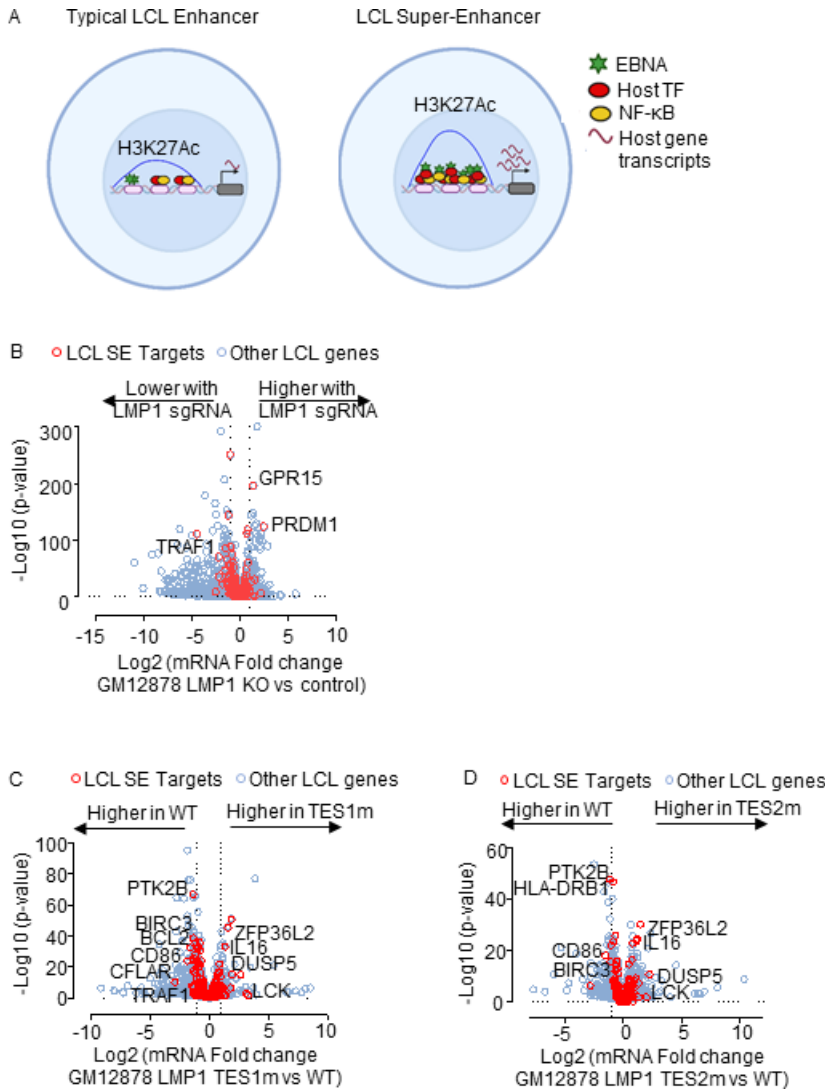 A
Typical LCL Enhancer
LCL Super-Enhancer
H3K27Ac
H3K27Ac
EBNA
Host TF
NF-κB
Host gene
transcripts
B
LCL SE Targets
Other LCL genes
Lower with
LMP1 sgRNA
Higher with
LMP1 sgRNA
300
200
100
0
-Log10 (p-value)
GPR15
PRDM1
TRAF1
-15 -10 -5 0 5 10
Log2 (mRNA Fold change
GM12878 LMP1 KO vs control)
C
LCL SE Targets
Other LCL genes
Higher in WT
Higher in TES1m
100
80
60
40
20
0
-Log10 (p-value)
PTK2B
BIRC3
BCL2
CD86
CFLAR
TRAF1
ZFP36L2
IL16
DUSP5
LCK
-10 -5 0 5 10
Log2 (mRNA Fold change
GM12878 LMP1 TES1m vs WT)
D
LCL SE Targets
Other LCL genes
Higher in WT
Higher in TES2m
60
40
20
0
-Log10 (p-value)
PTK2B
HLA-DRB1
CD86
BIRC3
ZFP36L2
IL16
DUSP5
LCK
-5 0 5 10
Log2 (mRNA Fold change
GM12878 LMP1 TES2m vs WT)